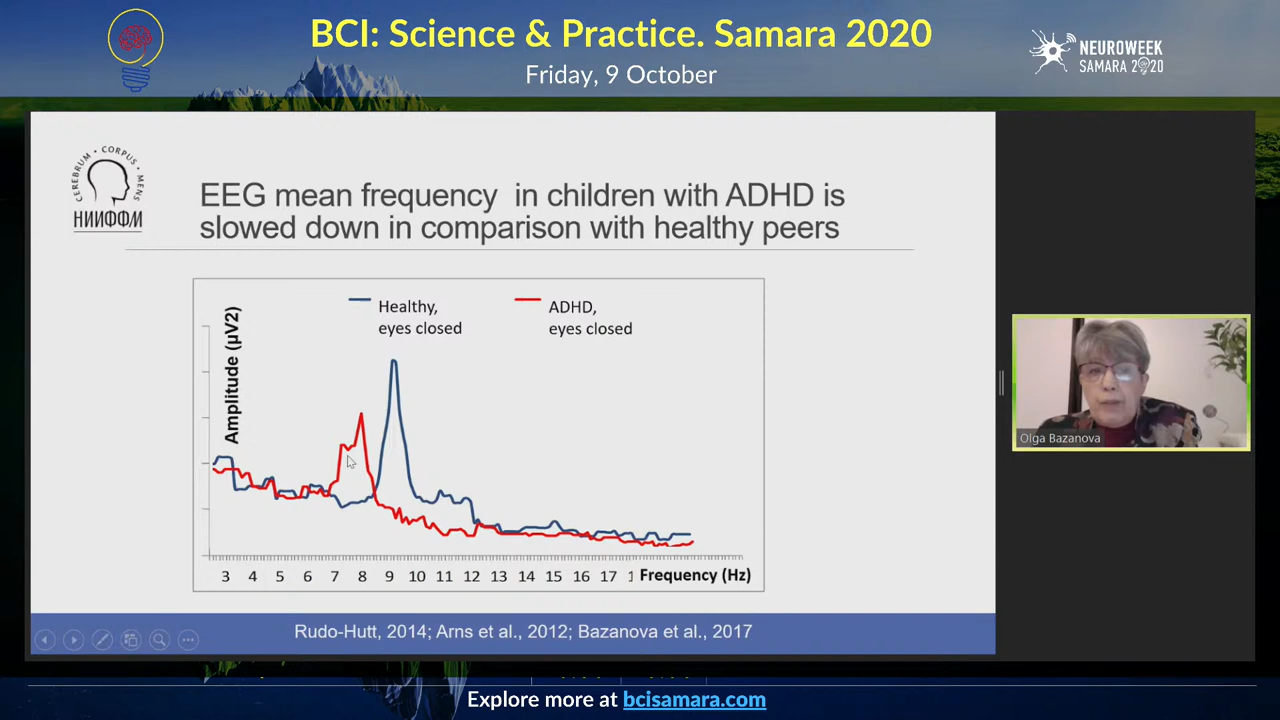 BCI: Science & Practice. Samara 2020
Friday, 9 October
NEUROWEEK
SAMARA 2020
CEREBRUM • CORPUS • MENS
НИИФФМ
EEG mean frequency in children with ADHD is
slowed down in comparison with healthy peers
Healthy,
eyes closed
ADHD,
eyes closed
Amplitude (µV2)
3 4 5 6 7 8 9 10 11 12 13 14 15 16 17 1 Frequency (Hz)
Olga Bazanova
Rudo-Hutt, 2014; Arns et al., 2012; Bazanova et al., 2017
Explore more at bcisamara.com